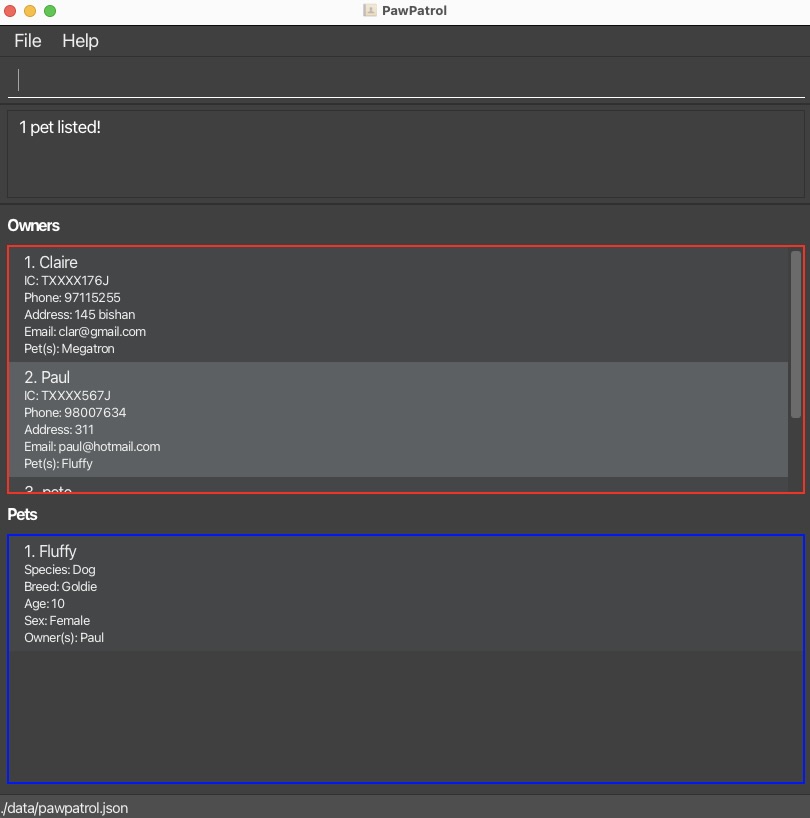 PawPatrol
File Help
1 pet listed!
Owners
1. Claire
IC: TXXXX176J
Phone: 97115255
Address: 145 bishan
Email: clar@gmail.com
Pet(s): Megatron
2. Paul
IC: TXXXX567J
Phone: 98007634
Address: 311
Email: paul@hotmail.com
Pet(s): Fluffy
Pets
1. Fluffy
Species: Dog
Breed: Goldie
Age: 10
Sex: Female
Owner(s): Paul
./data/pawpatrol.json